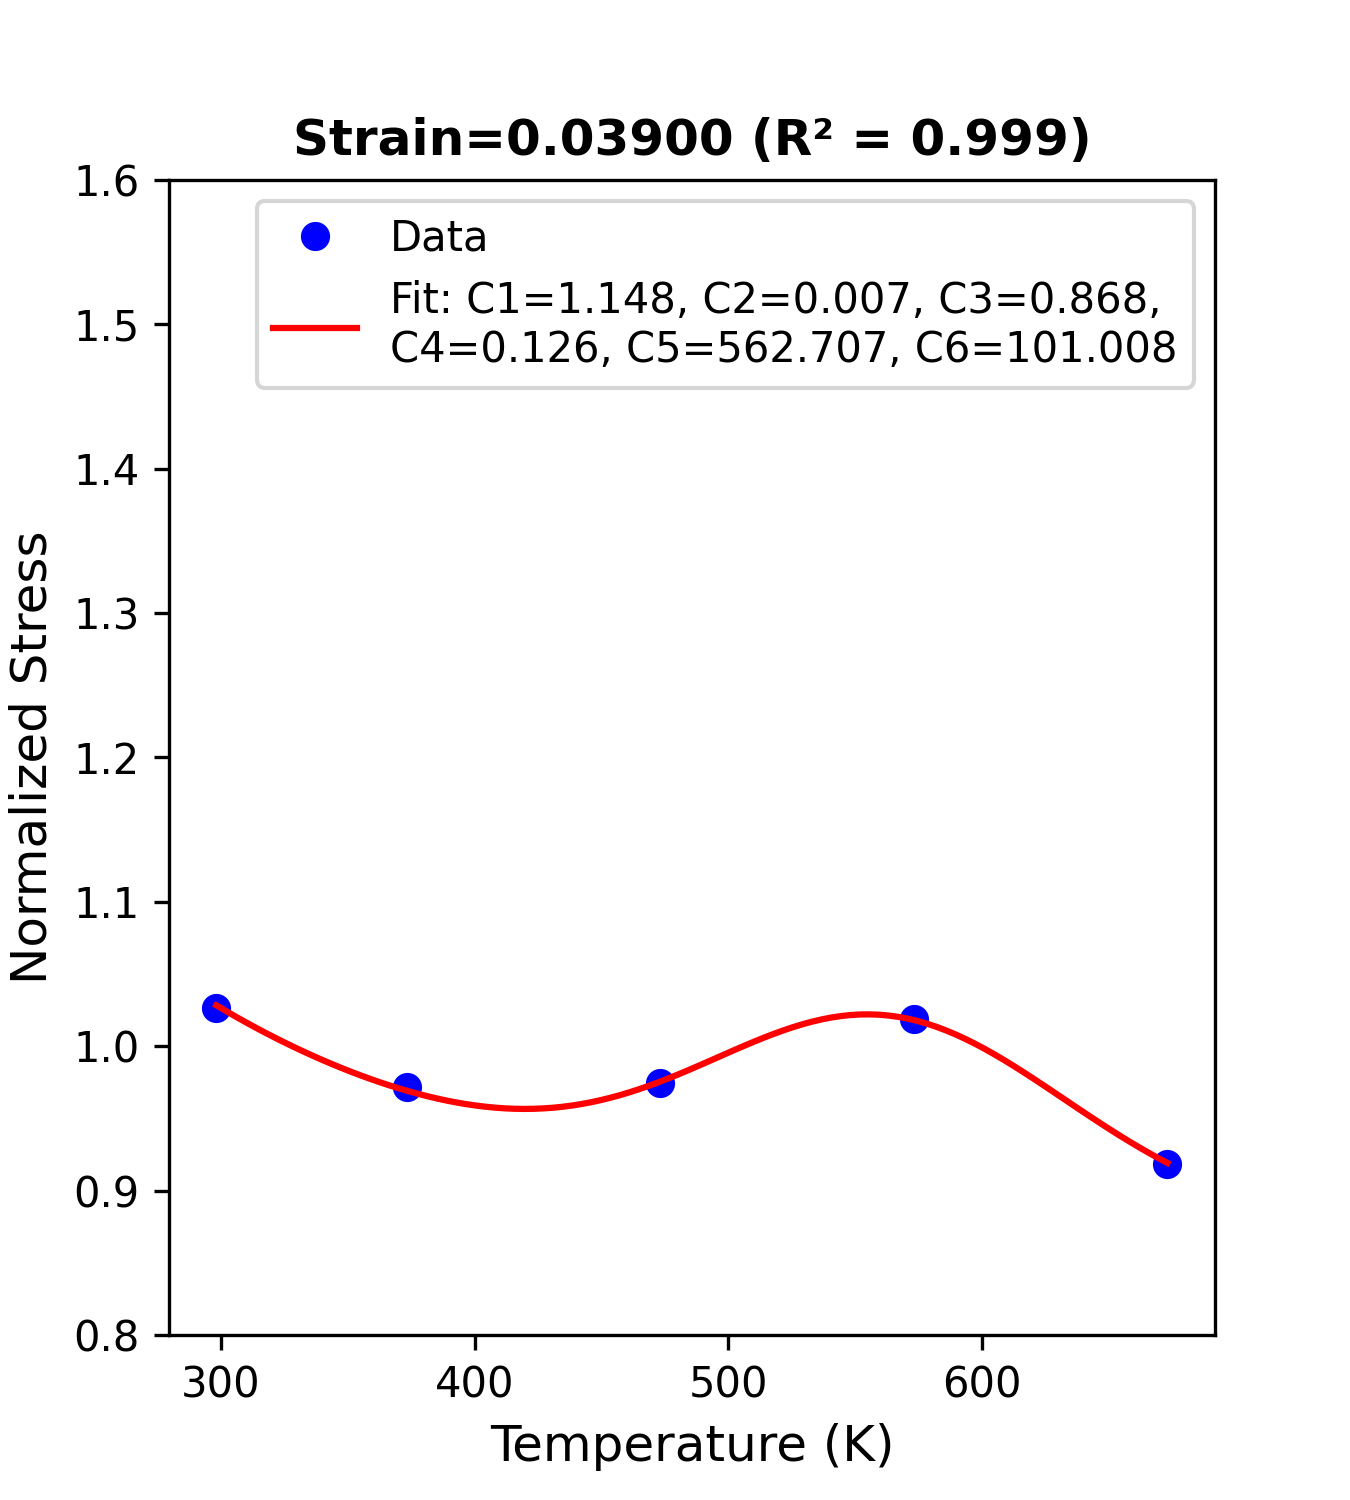 Strain=0.03900 (R² = 0.999)
Data
Fit: C1=1.148, C2=0.007, C3=0.868,
C4=0.126, C5=562.707, C6=101.008
1.6
1.5
1.4
1.3
1.2
1.1
1.0
0.9
0.8
Normalized Stress
300 400 500 600
Temperature (K)